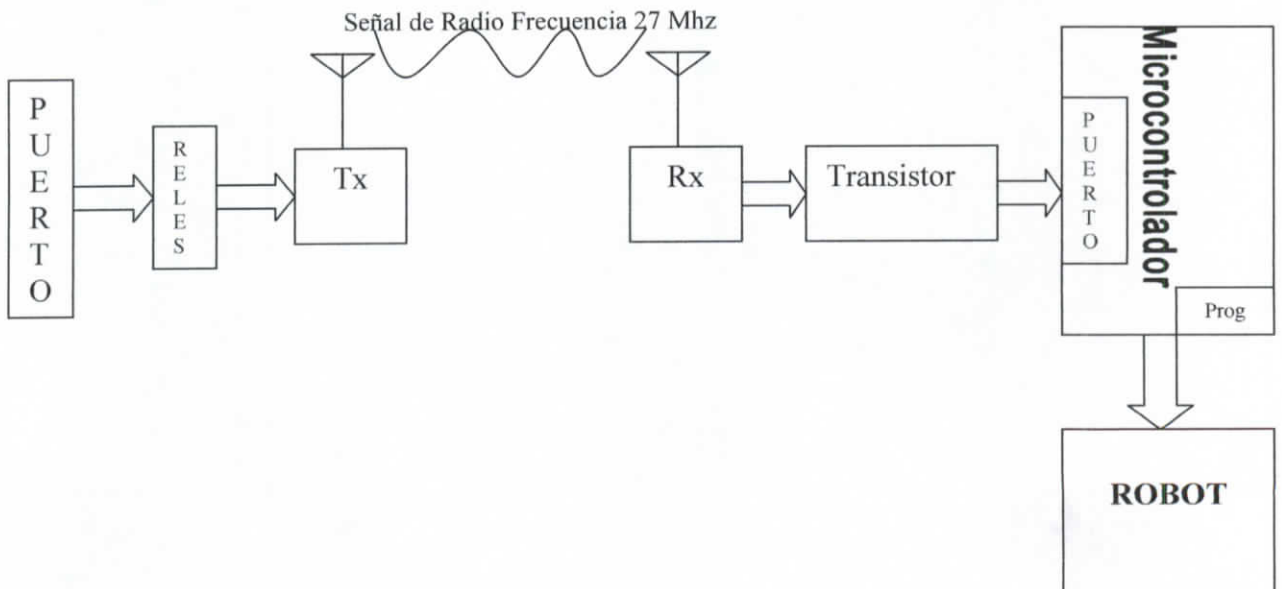 Señal de Radio Frecuencia 27 Mhz
PUERTO
RELES
Tx
Rx
Transistor
PUERTO
Microcontrolador
Prog
ROBOT